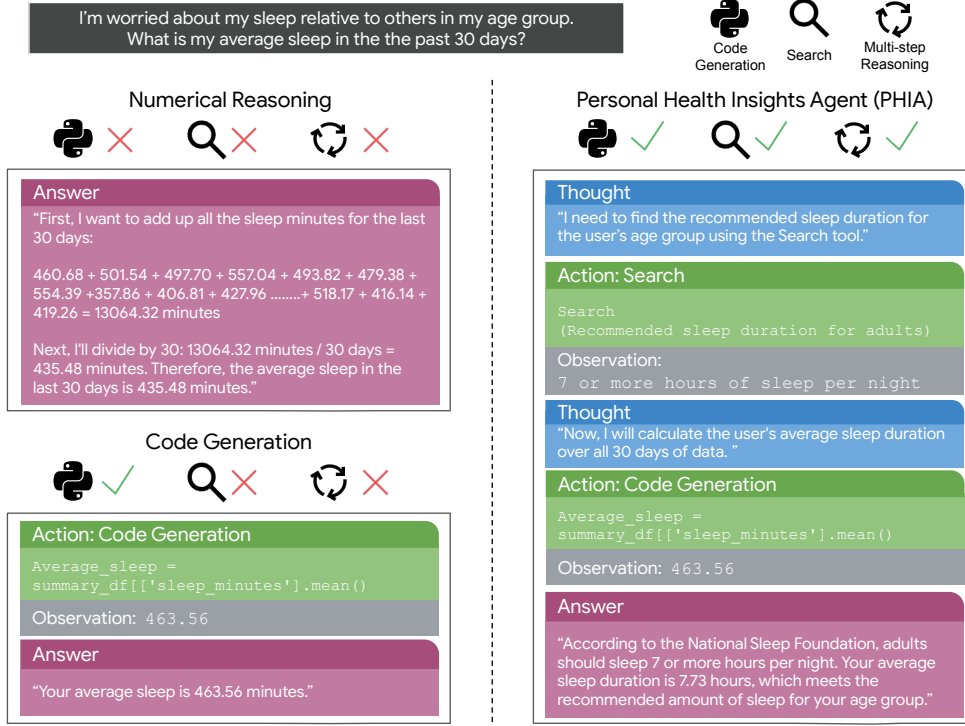 I'm worried about my sleep relative to others in my age group.
What is my average sleep in the the past 30 days?
Code
Generation
Search
Multi-step
Reasoning
Numerical Reasoning
Answer
“First, I want to add up all the sleep minutes for the last
30 days:
460.68 + 501.54 + 497.70 + 557.04 + 493.82 + 479.38 +
554.39 +357.86 + 406.81 + 427.96 ........+ 518.17 + 416.14 +
419.26 = 13064.32 minutes
Next, I'll divide by 30: 13064.32 minutes / 30 days =
435.48 minutes. Therefore, the average sleep in the
last 30 days is 435.48 minutes.”
Code Generation
Action: Code Generation
Average_sleep =
summary_df[['sleep_minutes'].mean()
Observation: 463.56
Answer
“Your average sleep is 463.56 minutes.”
Personal Health Insights Agent (PHIA)
Thought
“I need to find the recommended sleep duration for
the user's age group using the Search tool.”
Action: Search
Search
(Recommended sleep duration for adults)
Observation:
7 or more hours of sleep per night
Thought
“Now, I will calculate the user's average sleep duration
over all 30 days of data. ”
Action: Code Generation
Average_sleep =
summary_df[['sleep_minutes'].mean()
Observation: 463.56
Answer
“According to the National Sleep Foundation, adults
should sleep 7 or more hours per night. Your average
sleep duration is 7.73 hours, which meets the
recommended amount of sleep for your age group.”